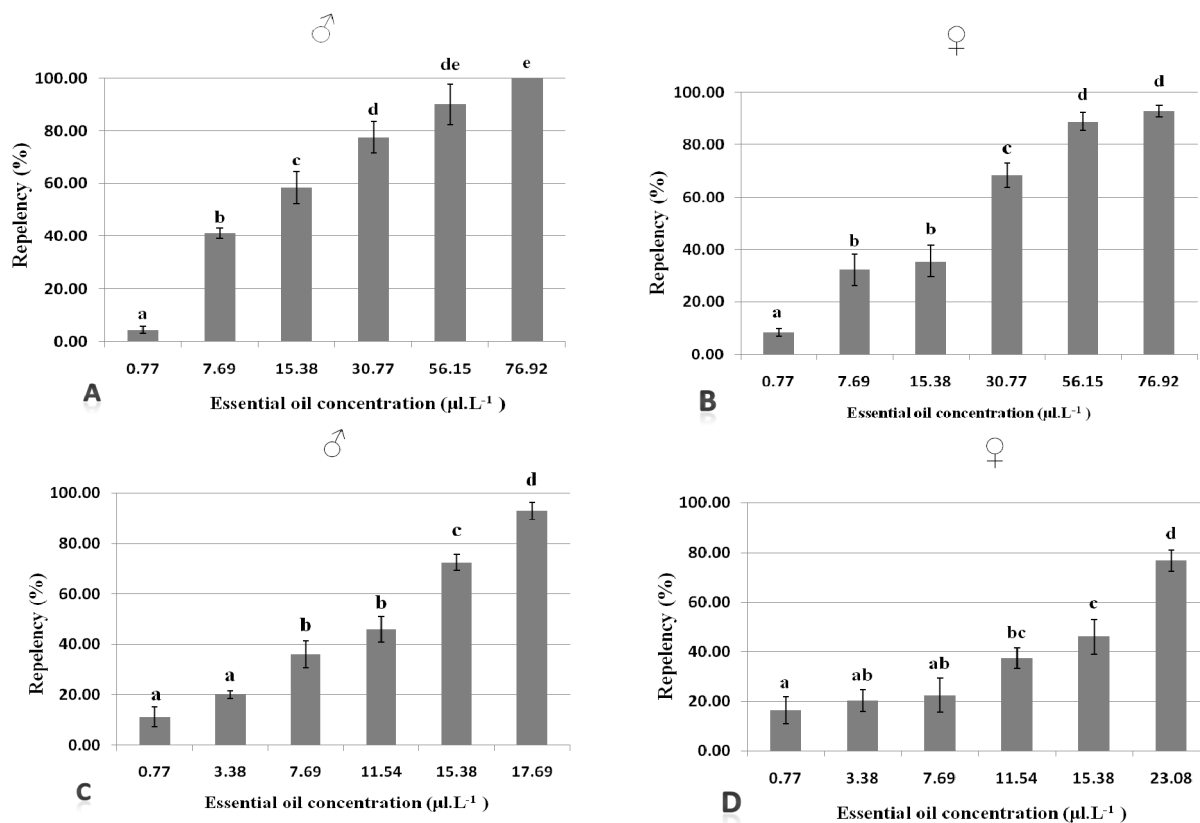 ♂
100.00
80.00
60.00
40.00
20.00
0.00
Repelency (%)
a
b
c
d
de
e
0.77 7.69 15.38 30.77 56.15 76.92
A
Essential oil concentration (µl.L⁻¹)
♀
100.00
80.00
60.00
40.00
20.00
0.00
Repelency (%)
a
b
b
c
d
d
0.77 7.69 15.38 30.77 56.15 76.92
B
Essential oil concentration (µl.L⁻¹)
♂
100.00
80.00
60.00
40.00
20.00
0.00
Repelency (%)
a
a
b
b
c
d
0.77 3.38 7.69 11.54 15.38 17.69
C
Essential oil concentration (µl.L⁻¹)
♀
100.00
80.00
60.00
40.00
20.00
0.00
Repelency (%)
a
ab
ab
bc
c
d
0.77 3.38 7.69 11.54 15.38 23.08
D
Essential oil concentration (µl.L⁻¹)